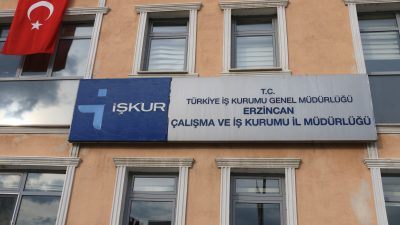 İŞKUR
T.C.
TÜRKİYE İŞ KURUMU GENEL MÜDÜRLÜĞÜ
ERZİNCAN
ÇALIŞMA VE İŞ KURUMU İL MÜDÜRLÜĞÜ